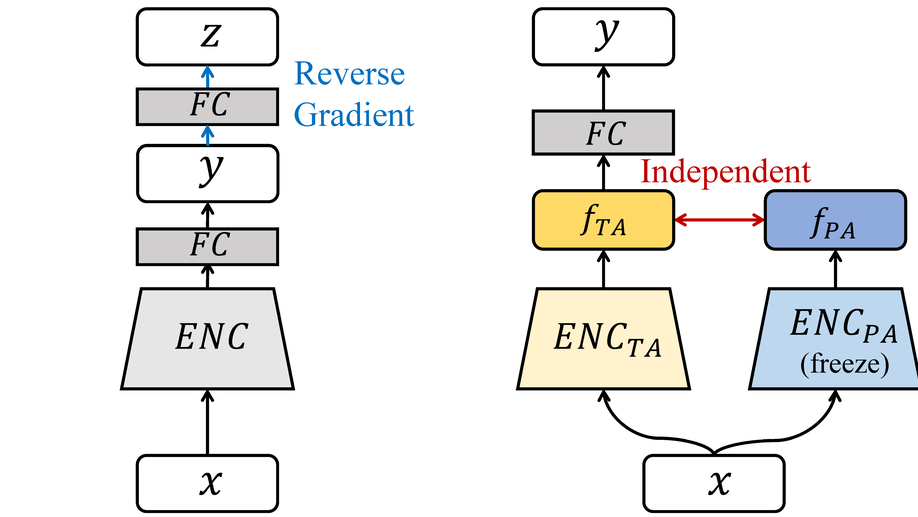 z
FC
Reverse
Gradient
y
FC
ENC
x
y
FC
Independent
f_{TA}
f_{PA}
ENC_{TA}
ENC_{PA}
(freeze)
x